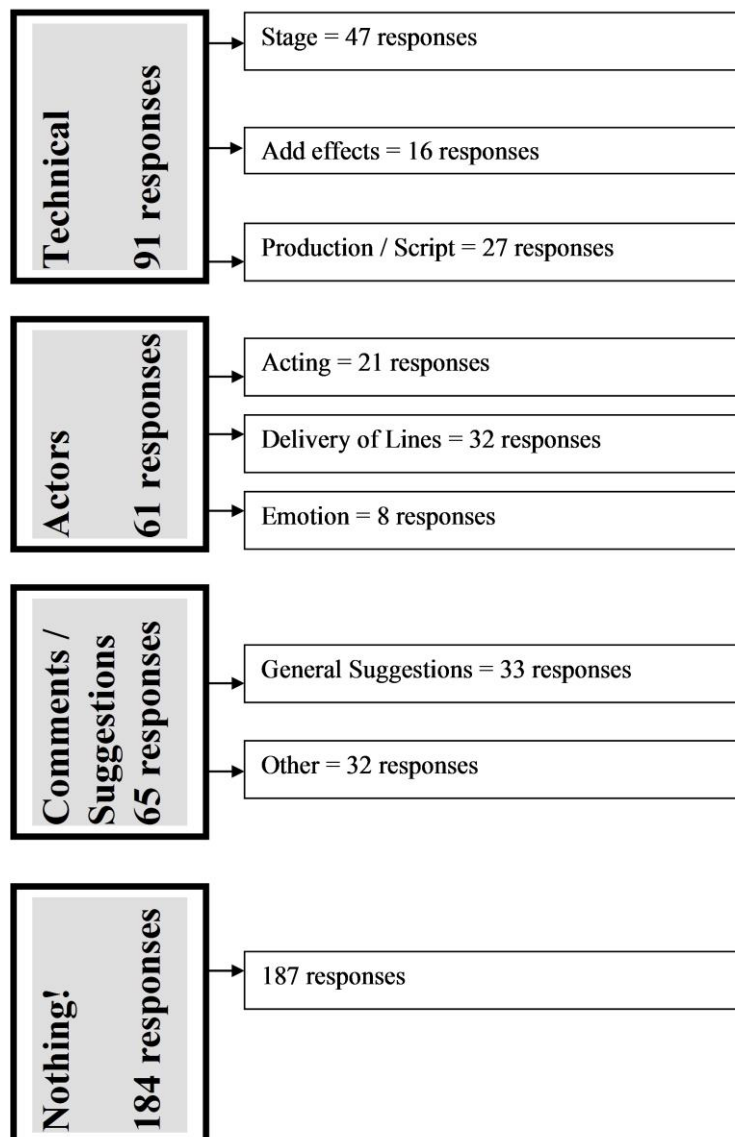 Technical
91 responses
Stage = 47 responses
Add effects = 16 responses
Production / Script = 27 responses
Actors
61 responses
Acting = 21 responses
Delivery of Lines = 32 responses
Emotion = 8 responses
Comments /
Suggestions
65 responses
General Suggestions = 33 responses
Other = 32 responses
Nothing!
184 responses
187 responses